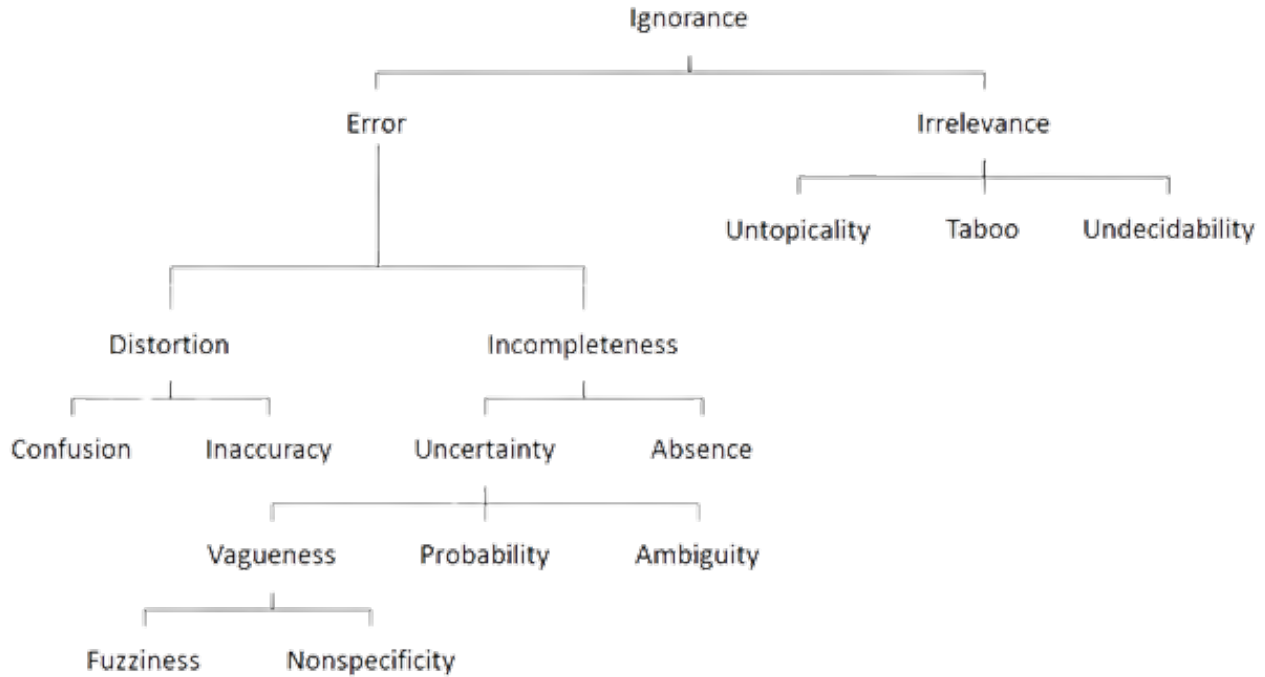 Ignorance
Error Irrelevance
Untopicality Taboo Undecidability
Distortion Incompleteness
Confusion Inaccuracy Uncertainty Absence
Vagueness Probability Ambiguity
Fuzziness Nonspecificity